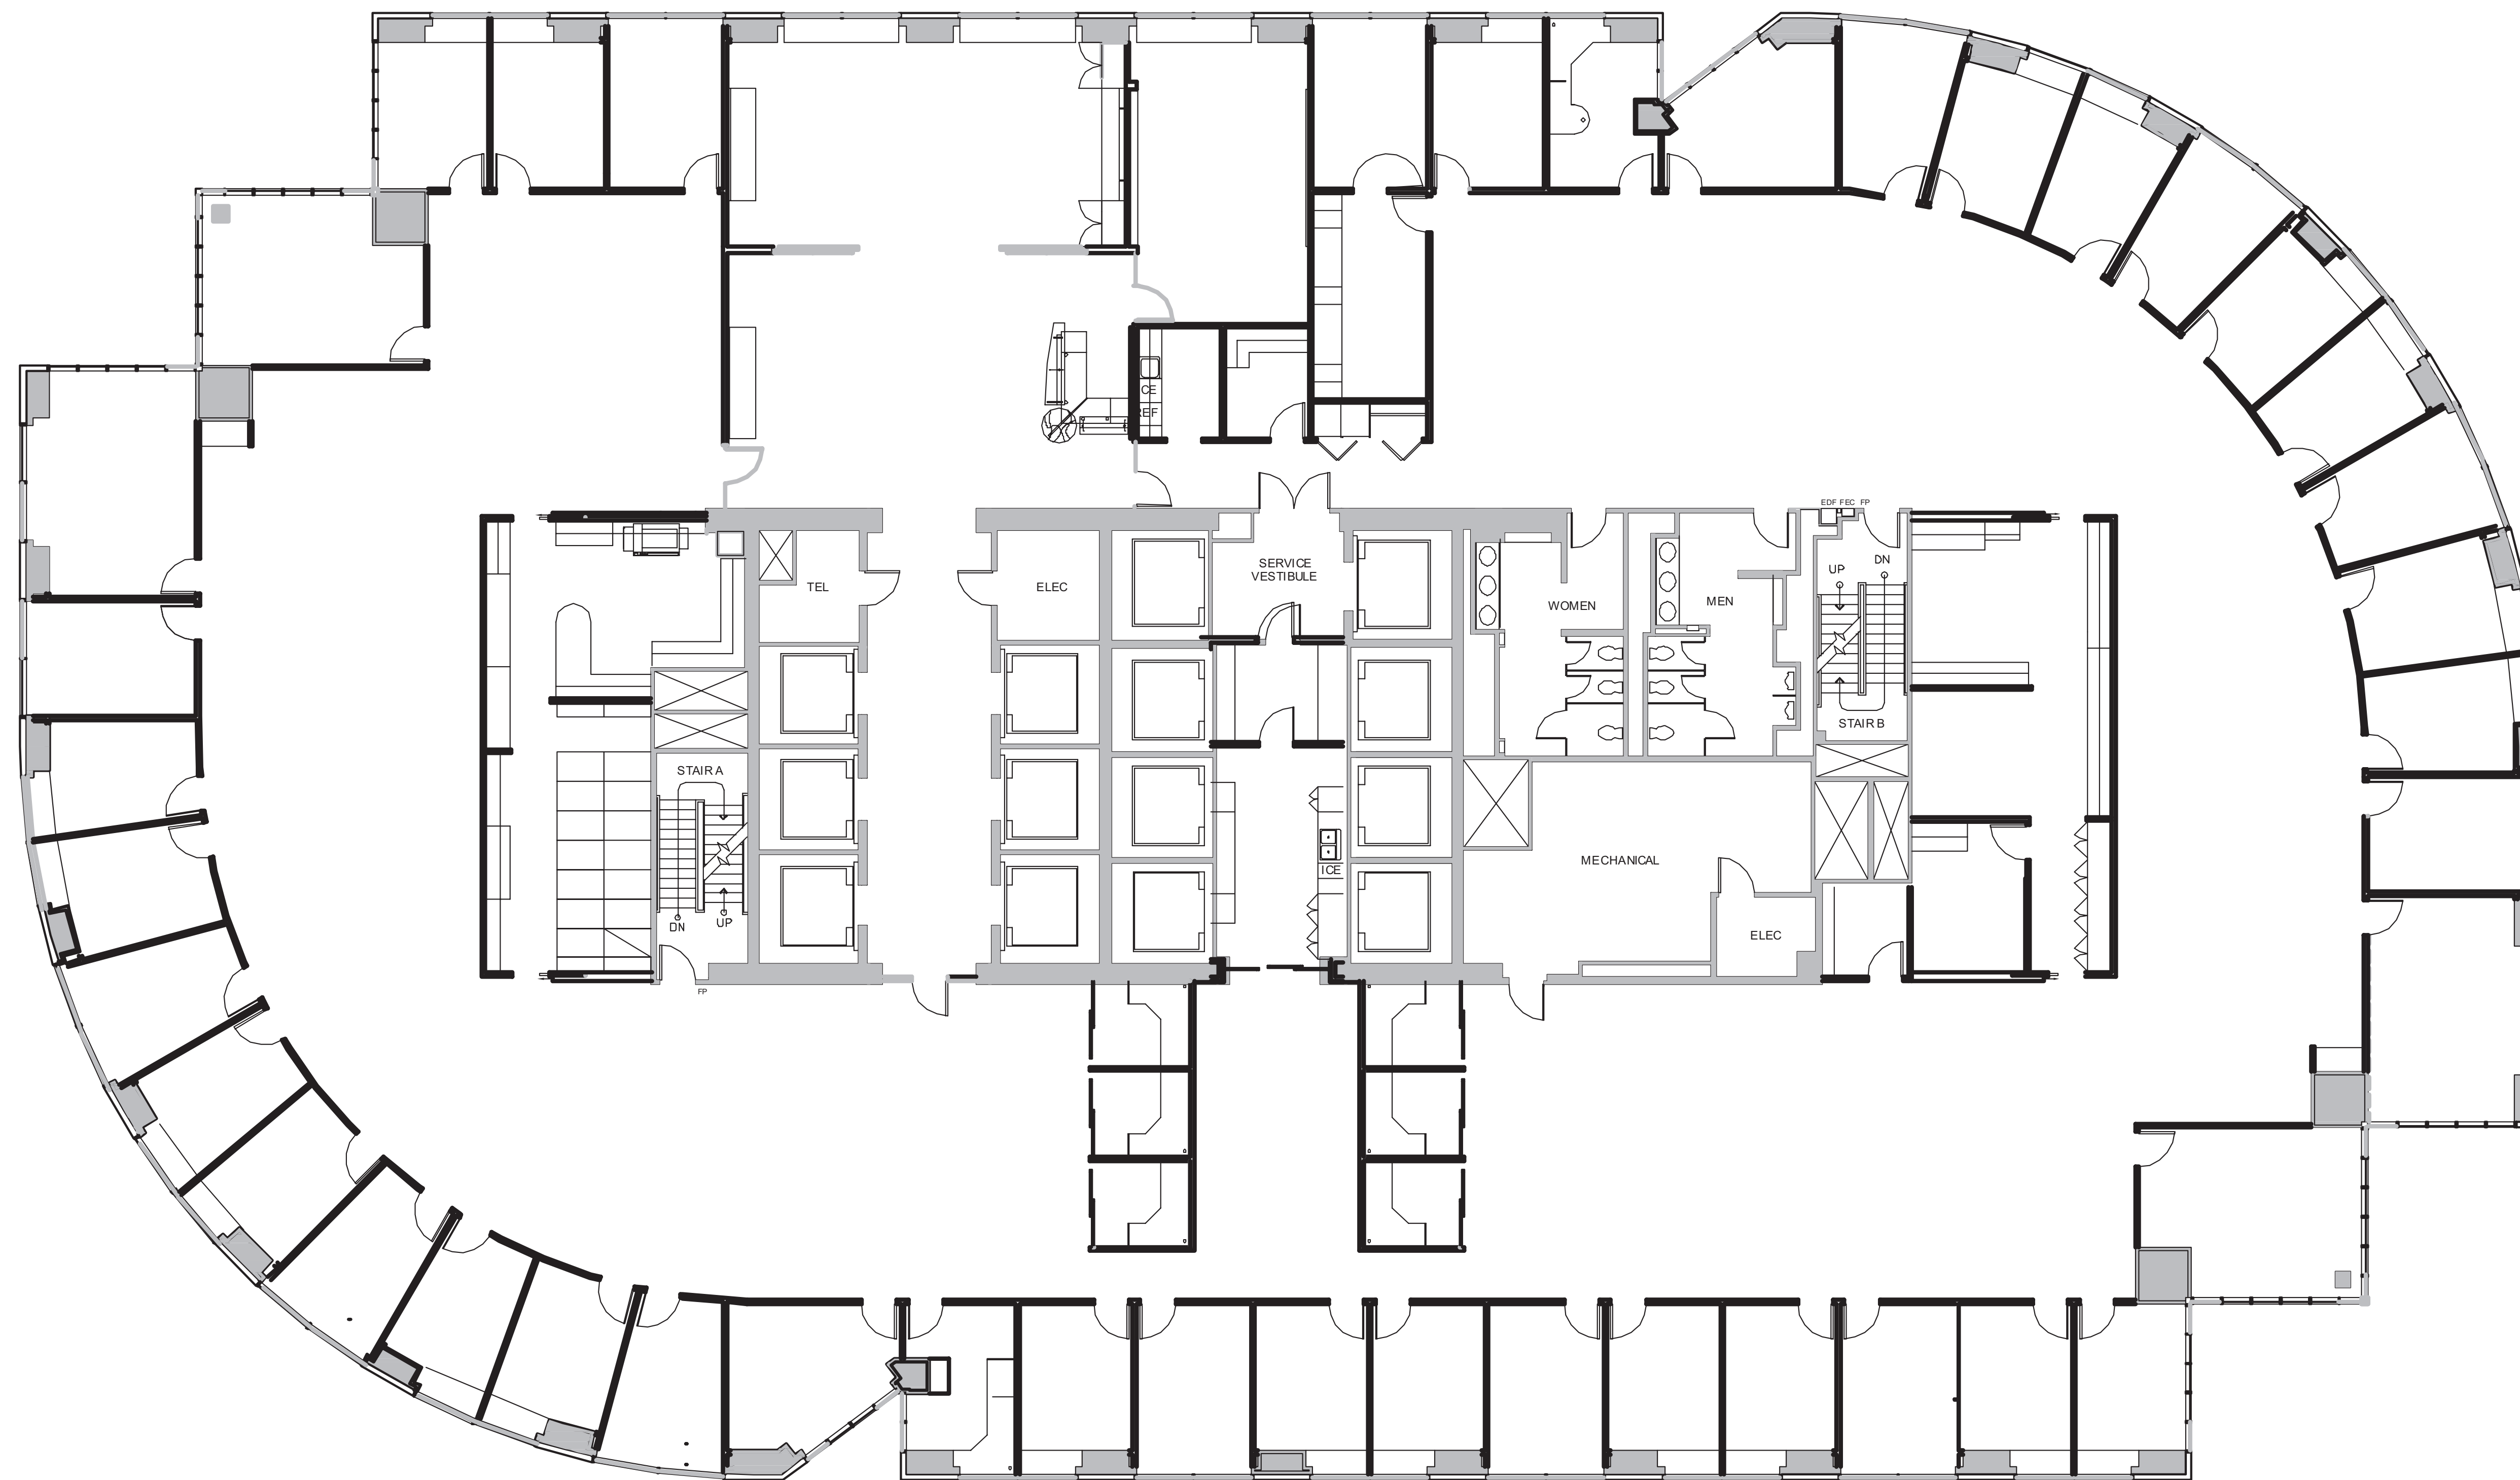 CE
REF
EDF FEC FP
SERVICE
VESTIBULE
DN
UP
TEL
ELEC
WOMEN
MEN
STAIR B
STAIR A
MECHANICAL
ICE
DN
UP
ELEC
FP